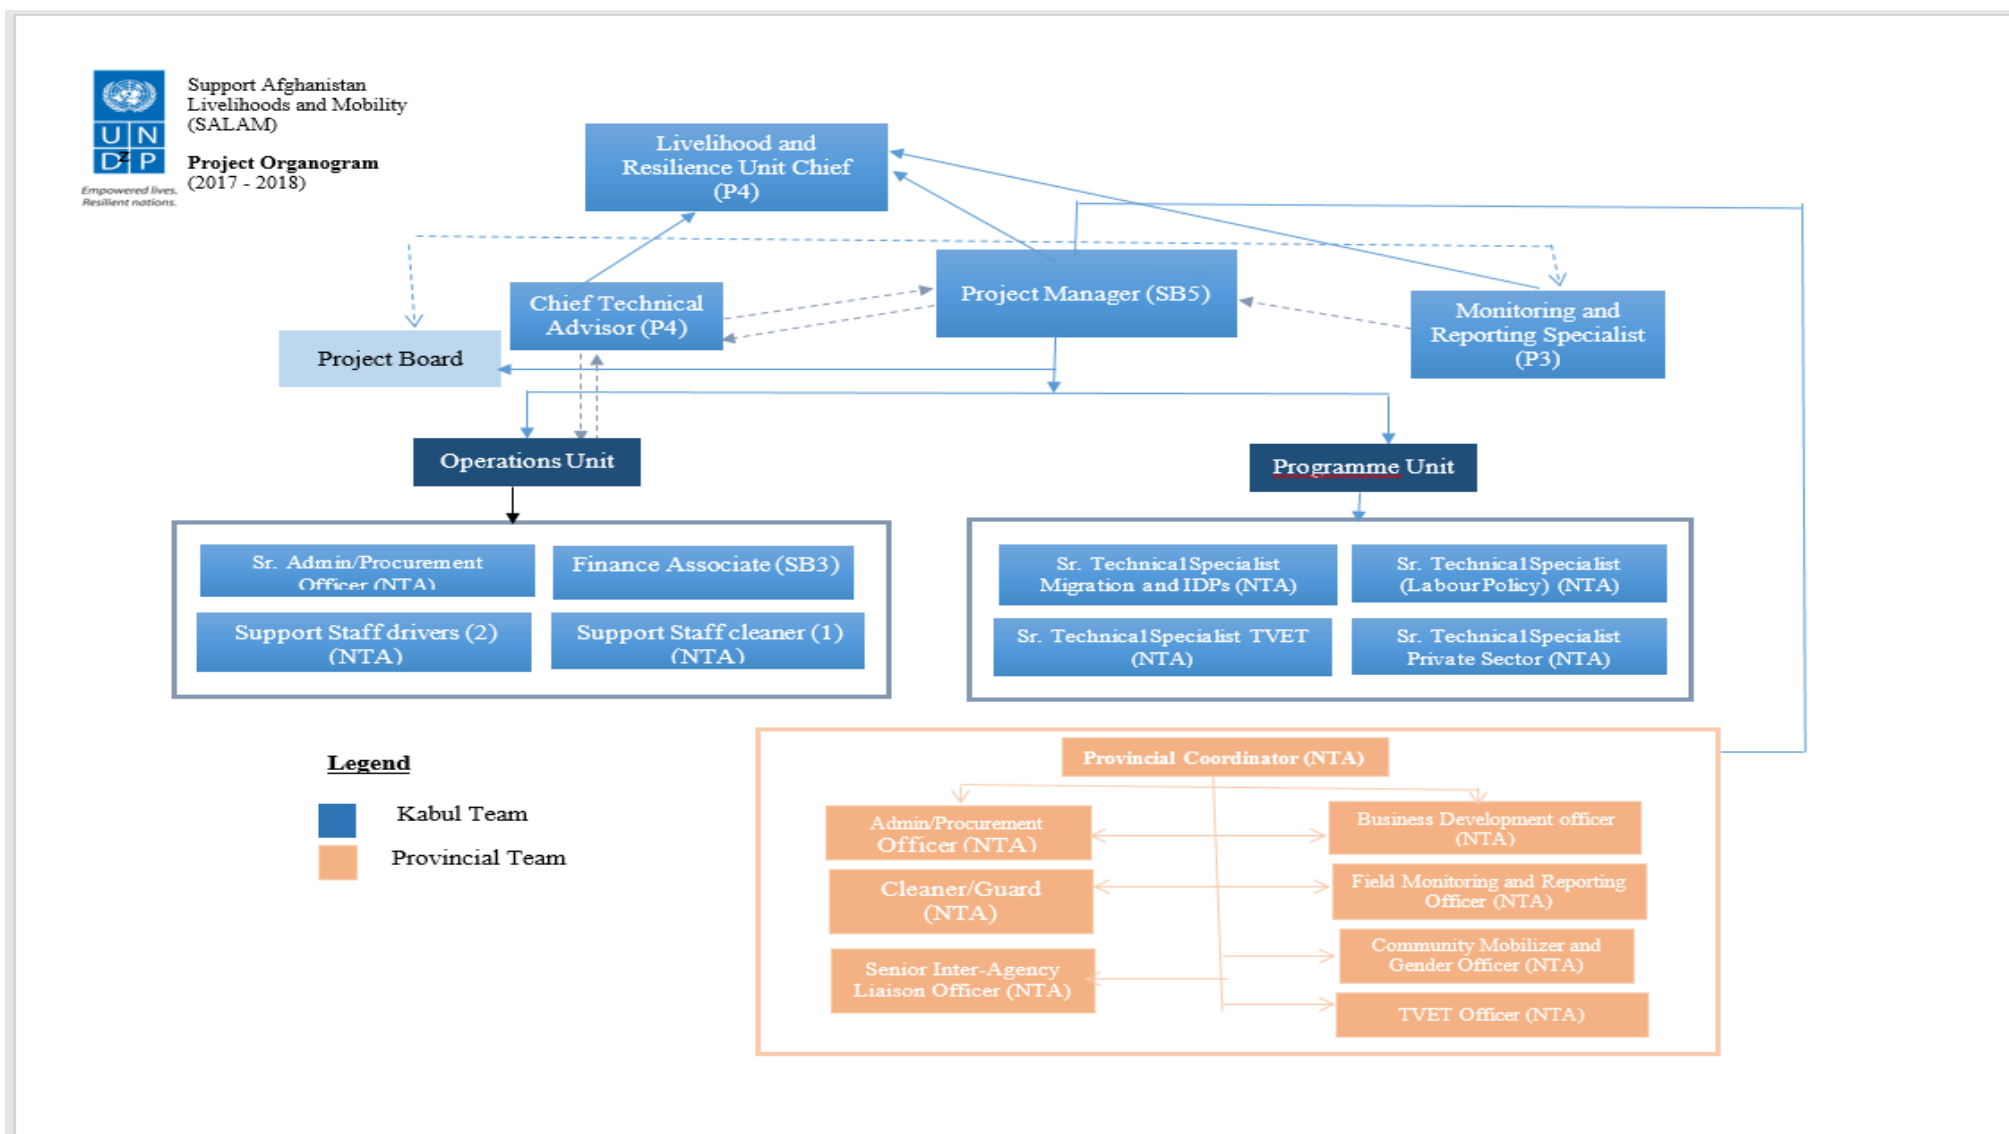 Support Afghanistan
Livelihoods and Mobility
(SALAM)
Project Organogram
(2017 - 2018)
U N
D P
z
Empowered lives.
Resilient nations.
Livelihood and
Resilience Unit Chief
(P4)
Chief Technical
Advisor (P4)
Project Manager (SB5)
Monitoring and
Reporting Specialist
(P3)
Project Board
Operations Unit
Programme Unit
Sr. Admin/Procurement
Officer (NTA)
Finance Associate (SB3)
Support Staff drivers (2)
(NTA)
Support Staff cleaner (1)
(NTA)
Sr. Technical Specialist
Migration and IDPs (NTA)
Sr. Technical Specialist
(Labour Policy) (NTA)
Sr. Technical Specialist TVET
(NTA)
Sr. Technical Specialist
Private Sector (NTA)
Legend
Kabul Team
Provincial Team
Provincial Coordinator (NTA)
Admin/Procurement
Officer (NTA)
Business Development officer
(NTA)
Cleaner/Guard
(NTA)
Field Monitoring and Reporting
Officer (NTA)
Senior Inter-Agency
Liaison Officer (NTA)
Community Mobilizer and
Gender Officer (NTA)
TVET Officer (NTA)